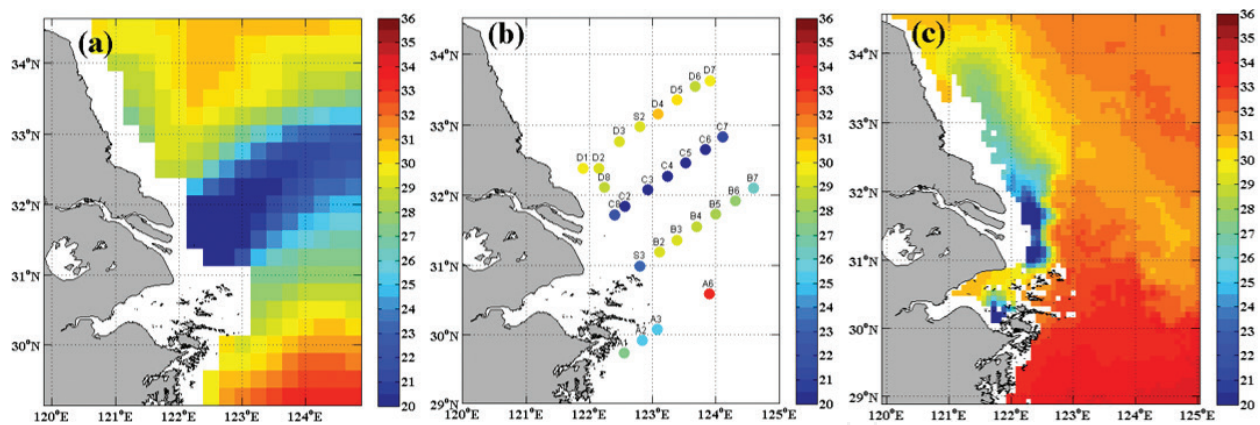 (a)
34°N
33°N
32°N
31°N
30°N
120°E 121°E 122°E 123°E 124°E
36
35
34
33
32
31
30
29
28
27
26
25
24
23
22
21
20
(b)
34°N
33°N
32°N
31°N
30°N
29°N
120°E 121°E 122°E 123°E 124°E 125°E
D7
D6
D5
D4
S2
D3
D1 D2
D8
C7
C6
C5
C4
C3
C2
C8
B7
B6
B5
B4
B3
B2
S3
A6
A3
A2
A1
36
35
34
33
32
31
30
29
28
27
26
25
24
23
22
21
20
(c)
34°N
33°N
32°N
31°N
30°N
29°N
120°E 121°E 122°E 123°E 124°E 125°E
36
35
34
33
32
31
30
29
28
27
26
25
24
23
22
21
20